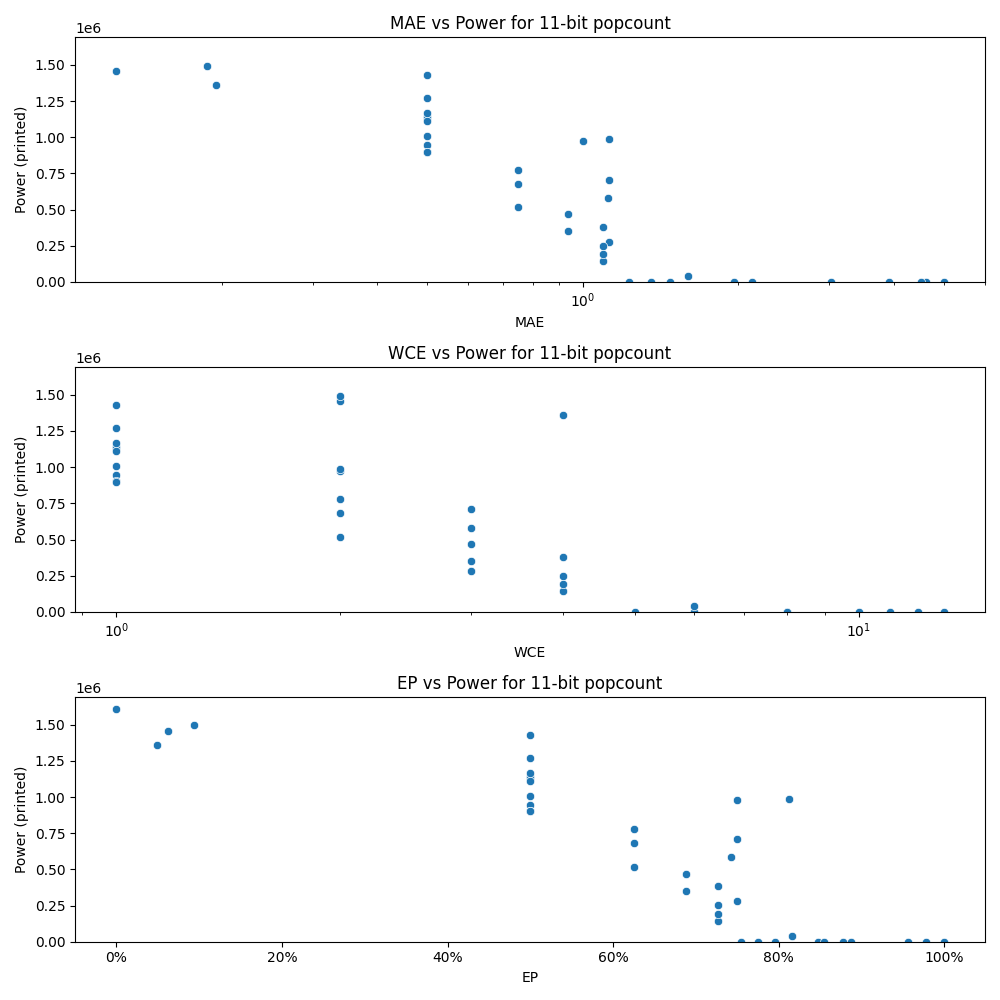 MAE vs Power for 11-bit popcount
1e6
1.50
1.25
1.00
0.75
0.50
0.25
0.00
Power (printed)
10⁰
MAE
WCE vs Power for 11-bit popcount
1e6
1.50
1.25
1.00
0.75
0.50
0.25
0.00
Power (printed)
10⁰ 10¹
WCE
EP vs Power for 11-bit popcount
1e6
1.50
1.25
1.00
0.75
0.50
0.25
0.00
Power (printed)
0% 20% 40% 60% 80% 100%
EP